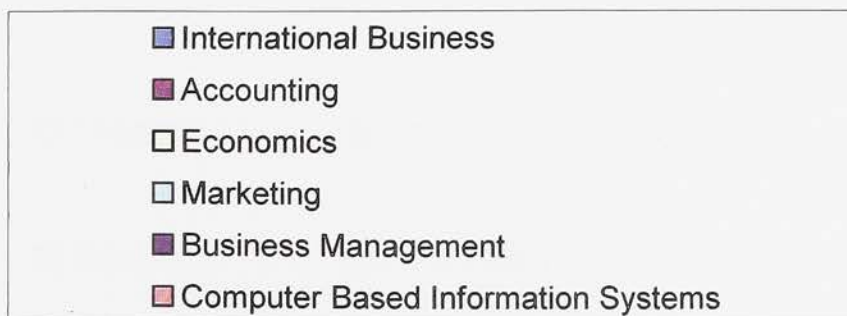 International Business
Accounting
Economics
Marketing
Business Management
Computer Based Information Systems